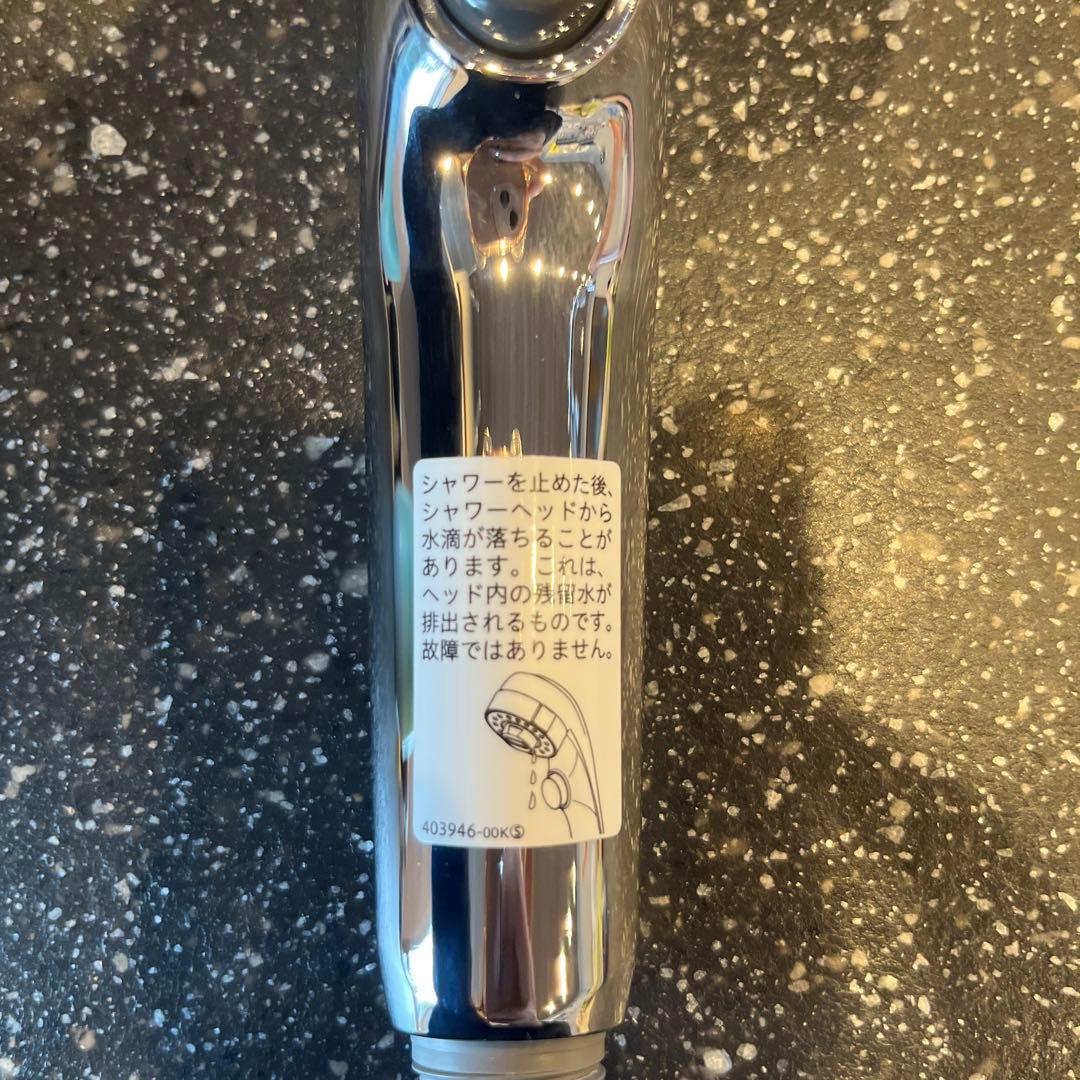 シャワーを止めた後、
シャワーヘッドから
水滴が落ちることが
あります。これは、
ヘッド内の残留水が
排出されるものです。
故障ではありません。
403946-00KⓈ